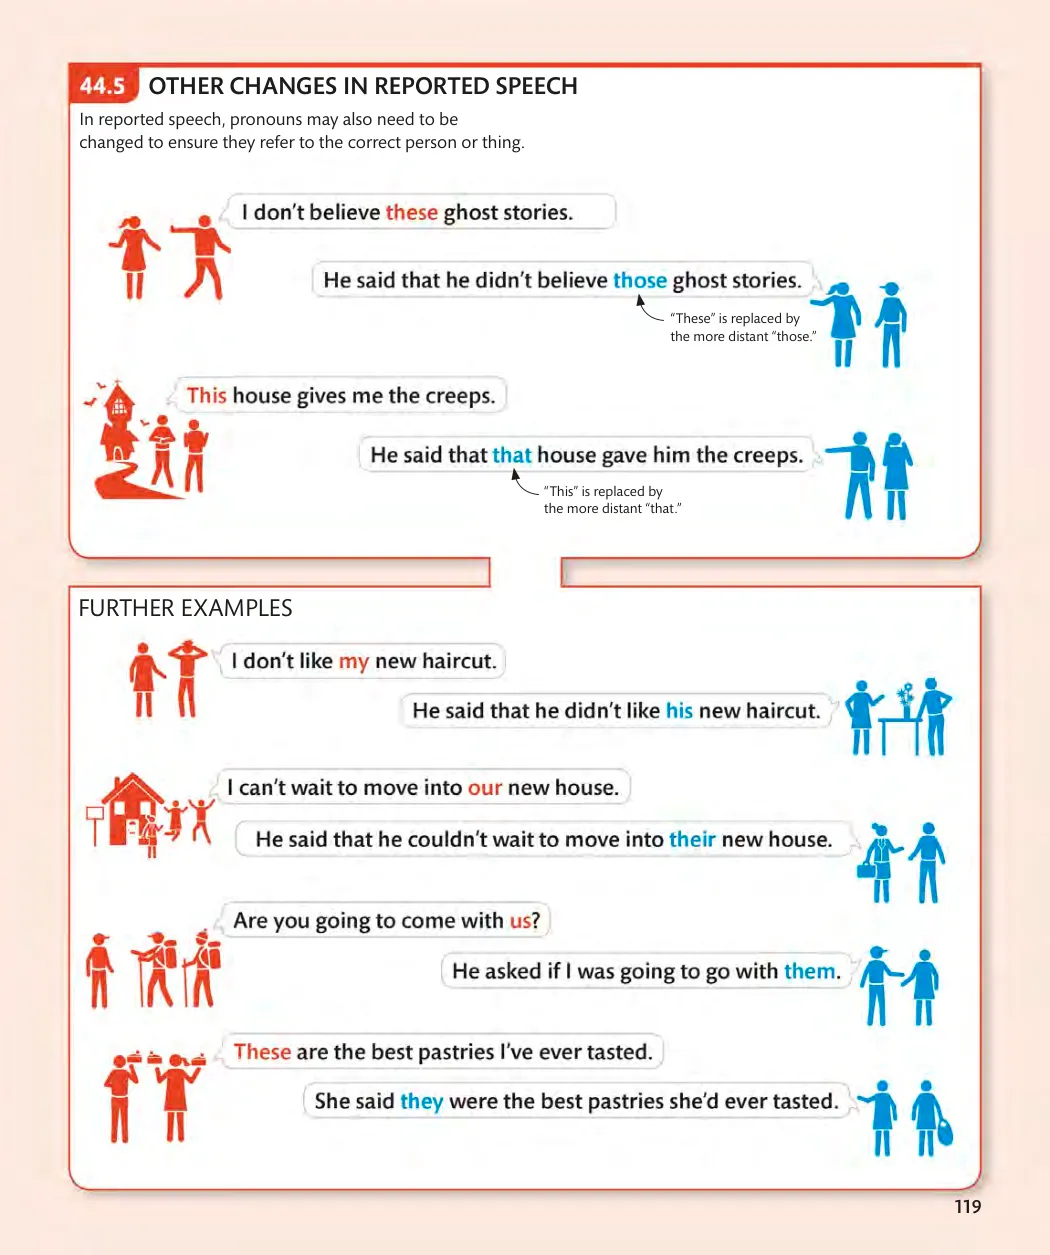 44.5 OTHER CHANGES IN REPORTED SPEECH
In reported speech, pronouns may also need to be
changed to ensure they refer to the correct person or thing.
I don’t believe these ghost stories.
He said that he didn’t believe those ghost stories.
“These” is replaced by
the more distant “those.”
This house gives me the creeps.
He said that that house gave him the creeps.
“This” is replaced by
the more distant “that.”
FURTHER EXAMPLES
I don’t like my new haircut.
He said that he didn’t like his new haircut.
I can’t wait to move into our new house.
He said that he couldn’t wait to move into their new house.
Are you going to come with us?
He asked if I was going to go with them.
These are the best pastries I’ve ever tasted.
She said they were the best pastries she’d ever tasted.
119